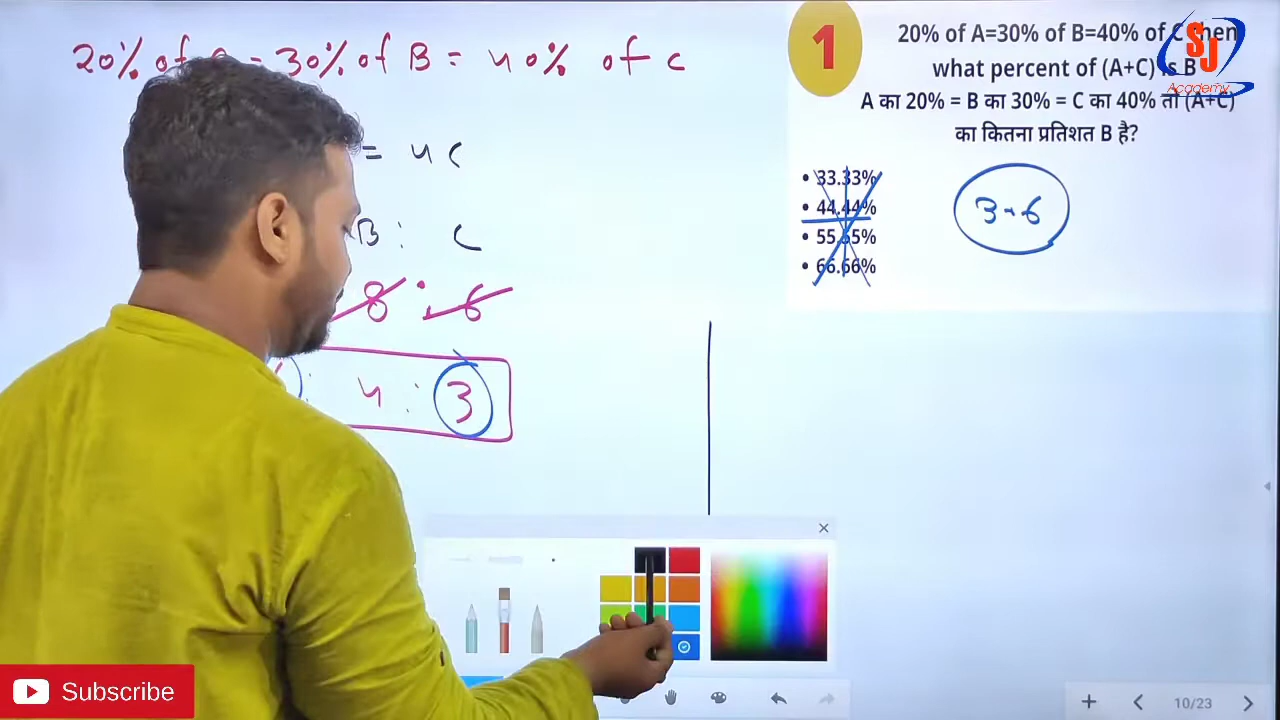 20% of = 30% of B = 40% of C
= 4C
B : C
8 : 6
: 4 : 3
1
20% of A=30% of B=40% of C then
what percent of (A+C) is B
A का 20% = B का 30% = C का 40% तो (A+C)
का कितना प्रतिशत B है?
• 33.33%
• 44.44%
• 55.55%
• 66.66%
3-6
SJ
Academy
Subscribe
10/23